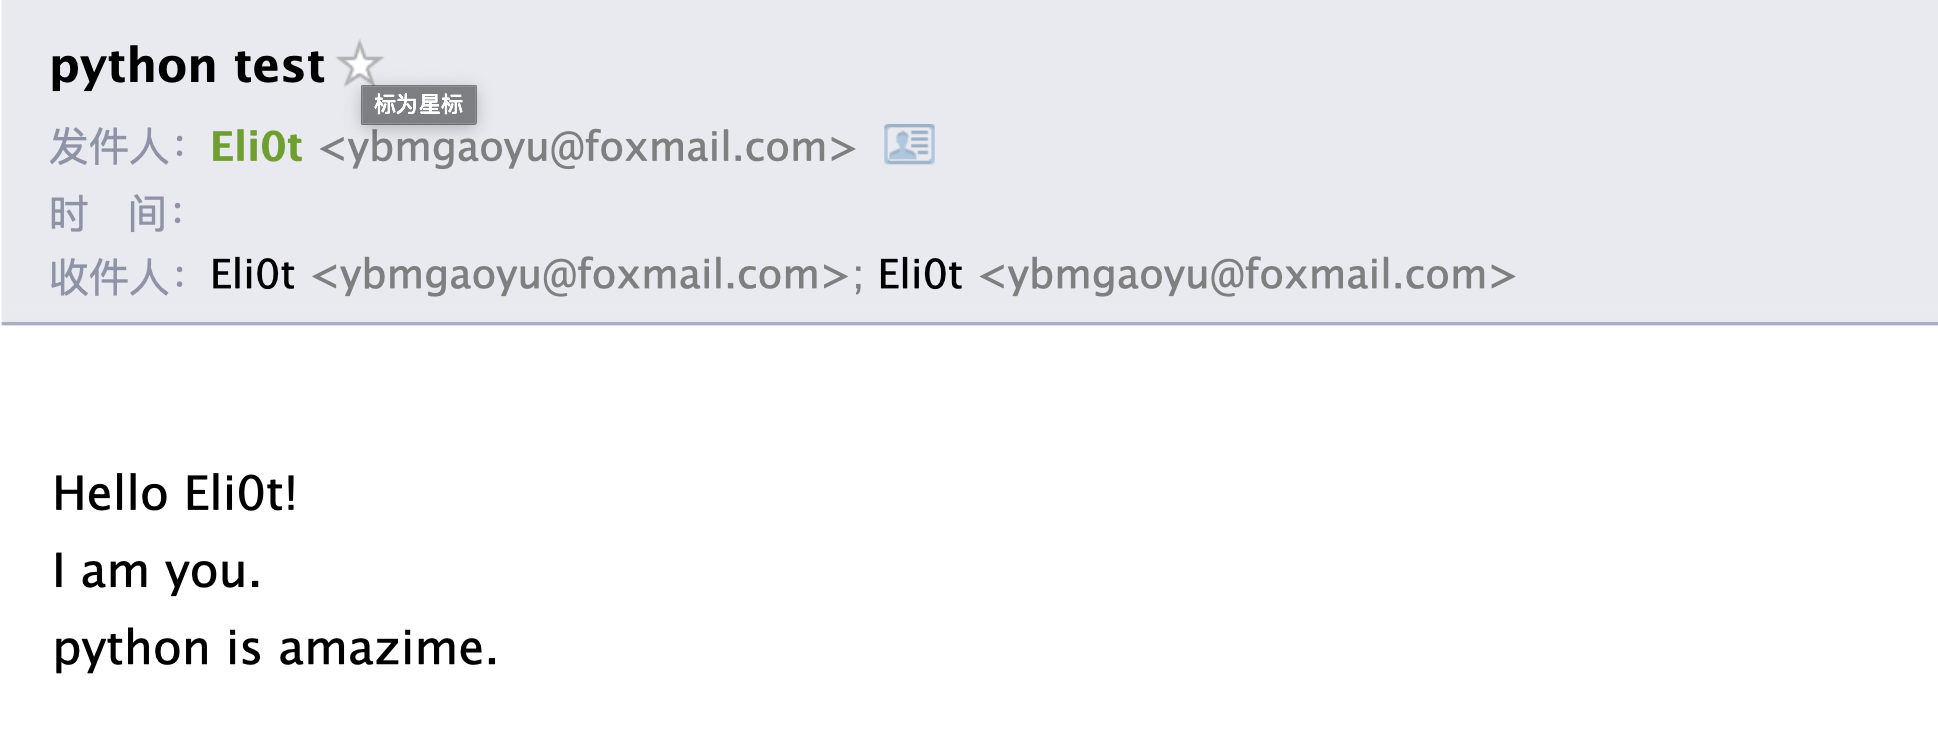 python test
标为星标
发件人：Eli0t <ybmgaoyu@foxmail.com>
时 间：
收件人：Eli0t <ybmgaoyu@foxmail.com>; Eli0t <ybmgaoyu@foxmail.com>
Hello Eli0t!
I am you.
python is amazime.